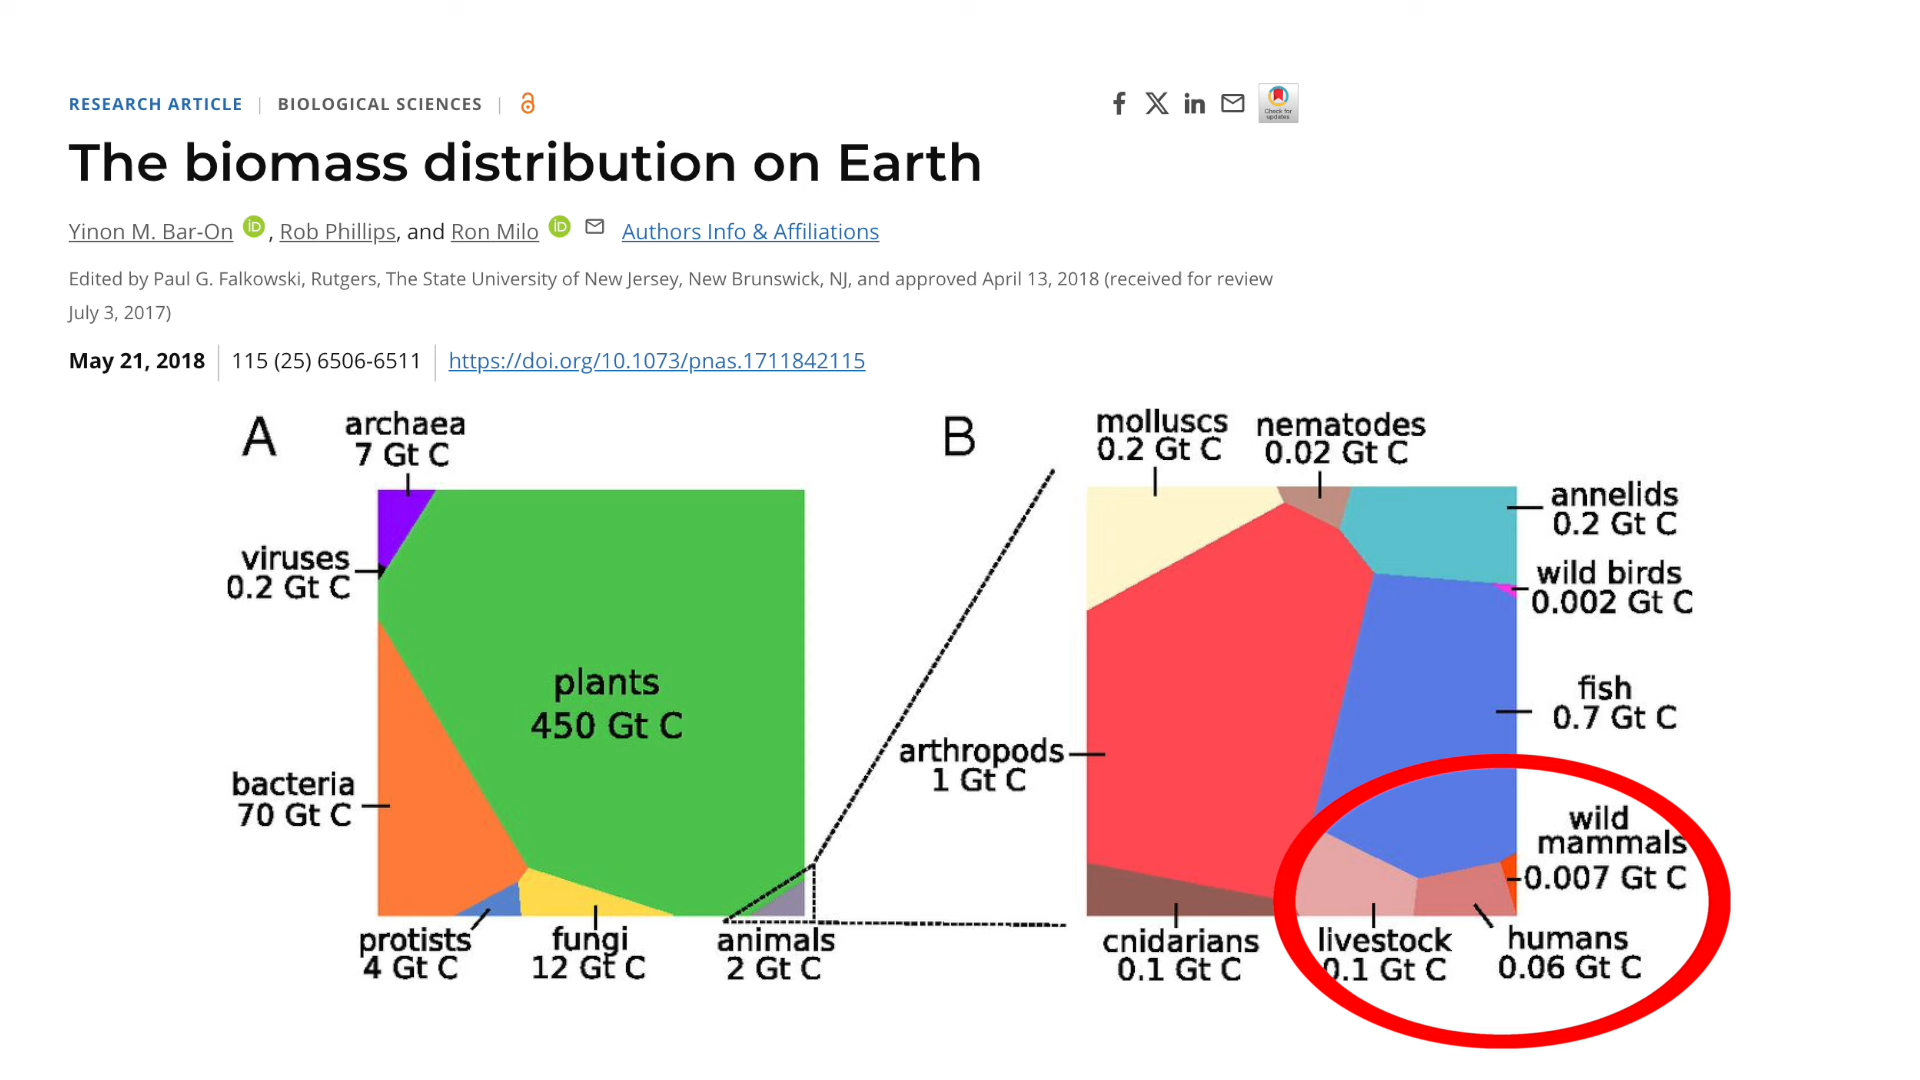 RESEARCH ARTICLE | BIOLOGICAL SCIENCES |
Check for
updates
The biomass distribution on Earth
Yinon M. Bar-On iD, Rob Phillips, and Ron Milo iD Authors Info & Affiliations
Edited by Paul G. Falkowski, Rutgers, The State University of New Jersey, New Brunswick, NJ, and approved April 13, 2018 (received for review
July 3, 2017)
May 21, 2018 | 115 (25) 6506-6511 | https://doi.org/10.1073/pnas.1711842115
A
archaea
7 Gt C
viruses
0.2 Gt C
plants
450 Gt C
bacteria
70 Gt C
protists
4 Gt C
fungi
12 Gt C
animals
2 Gt C
B
molluscs
0.2 Gt C
nematodes
0.02 Gt C
annelids
0.2 Gt C
wild birds
0.002 Gt C
fish
0.7 Gt C
arthropods
1 Gt C
wild
mammals
0.007 Gt C
cnidarians
0.1 Gt C
livestock
0.1 Gt C
humans
0.06 Gt C